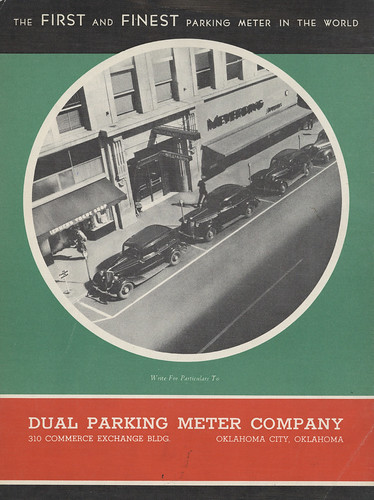 THE FIRST AND FINEST PARKING METER IN THE WORLD
Write For Particulars To
DUAL PARKING METER COMPANY
310 COMMERCE EXCHANGE BLDG. OKLAHOMA CITY, OKLAHOMA